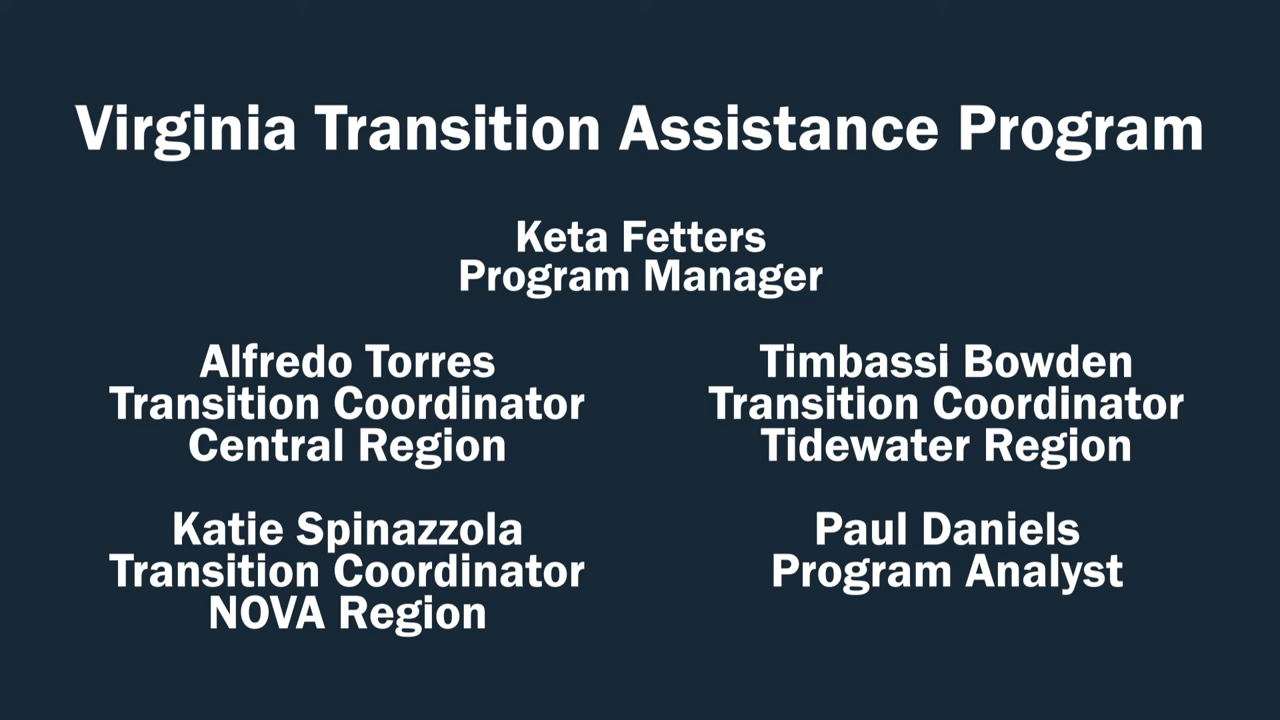 Virginia Transition Assistance Program
Keta Fetters
Program Manager
Alfredo Torres
Transition Coordinator
Central Region
Timbassi Bowden
Transition Coordinator
Tidewater Region
Katie Spinazzola
Transition Coordinator
NOVA Region
Paul Daniels
Program Analyst